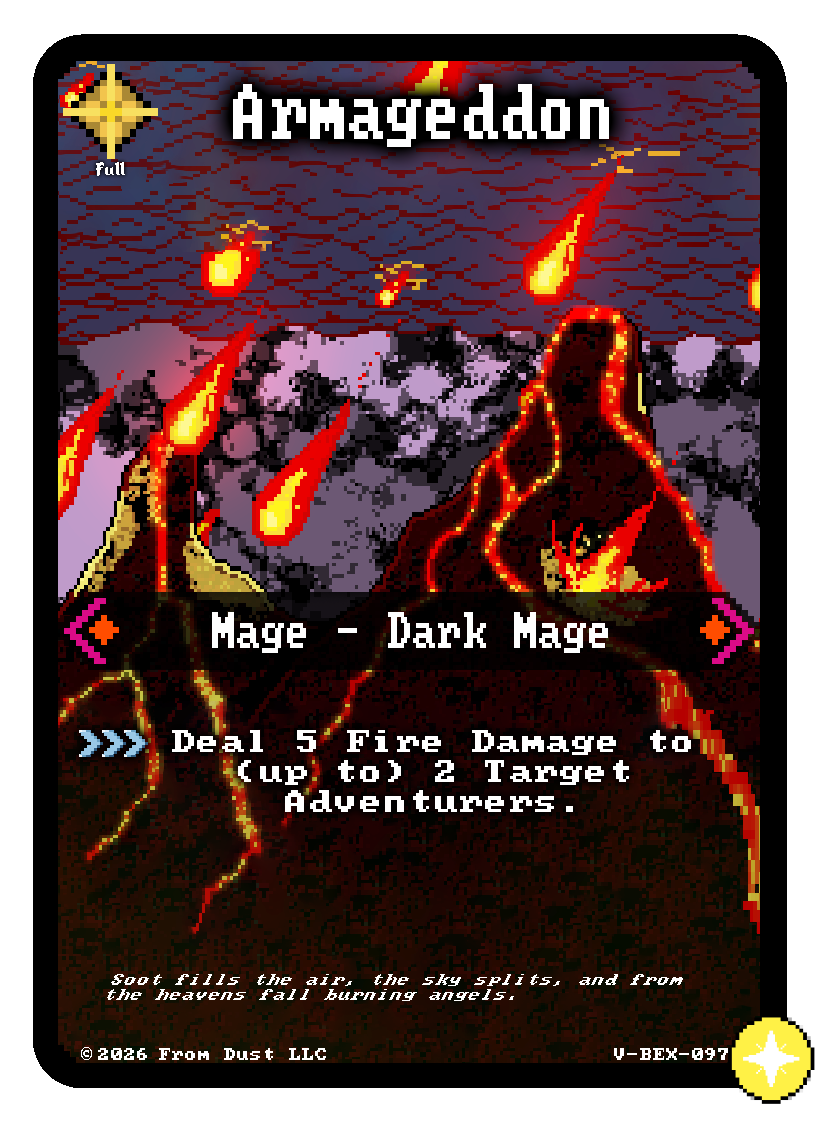 Armageddon
full
Mage - Dark Mage
Deal 5 Fire Damage to
(up to) 2 Target
Adventurers.
Soot fills the air, the sky splits, and from
the heavens fall burning angels.
©2026 From Dust LLC
V-BEX-097